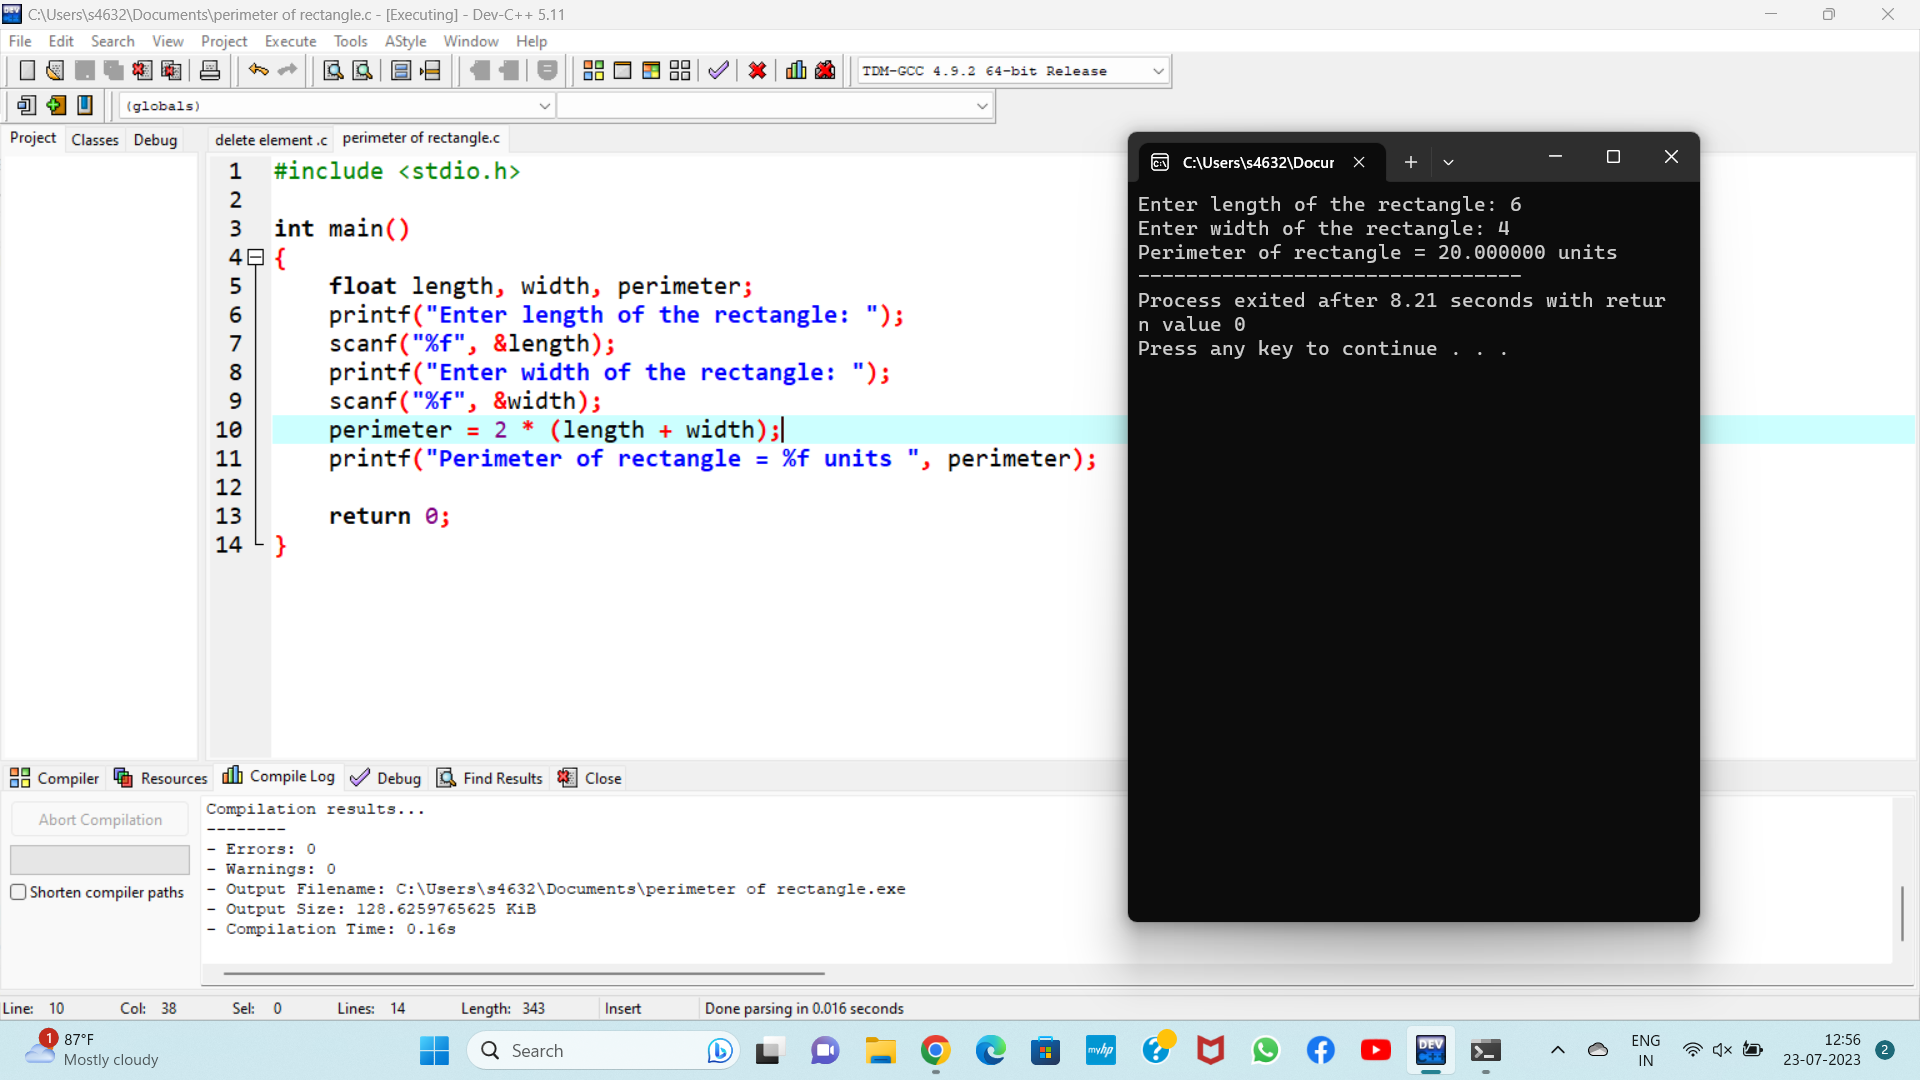 C:\Users\s4632\Documents\perimeter of rectangle.c - [Executing] - Dev-C++ 5.11
File Edit Search View Project Execute Tools AStyle Window Help
TDM-GCC 4.9.2 64-bit Release
(globals)
Project Classes Debug
delete element .c perimeter of rectangle.c
1 #include <stdio.h>
2
3 int main()
4 {
5 float length, width, perimeter;
6 printf("Enter length of the rectangle: ");
7 scanf("%f", &length);
8 printf("Enter width of the rectangle: ");
9 scanf("%f", &width);
10 perimeter = 2 * (length + width);
11 printf("Perimeter of rectangle = %f units ", perimeter);
12
13 return 0;
14 }
C:\Users\s4632\Docur
Enter length of the rectangle: 6
Enter width of the rectangle: 4
Perimeter of rectangle = 20.000000 units
--------------------------------
Process exited after 8.21 seconds with retur
n value 0
Press any key to continue . . .
Compiler Resources Compile Log Debug Find Results Close
Abort Compilation
Shorten compiler paths
Compilation results...
--------
- Errors: 0
- Warnings: 0
- Output Filename: C:\Users\s4632\Documents\perimeter of rectangle.exe
- Output Size: 128.6259765625 KiB
- Compilation Time: 0.16s
Line: 10 Col: 38 Sel: 0 Lines: 14 Length: 343 Insert Done parsing in 0.016 seconds
1
87°F
Mostly cloudy
Search
myhp
DEV
C++
ENG
IN
12:56
23-07-2023
2